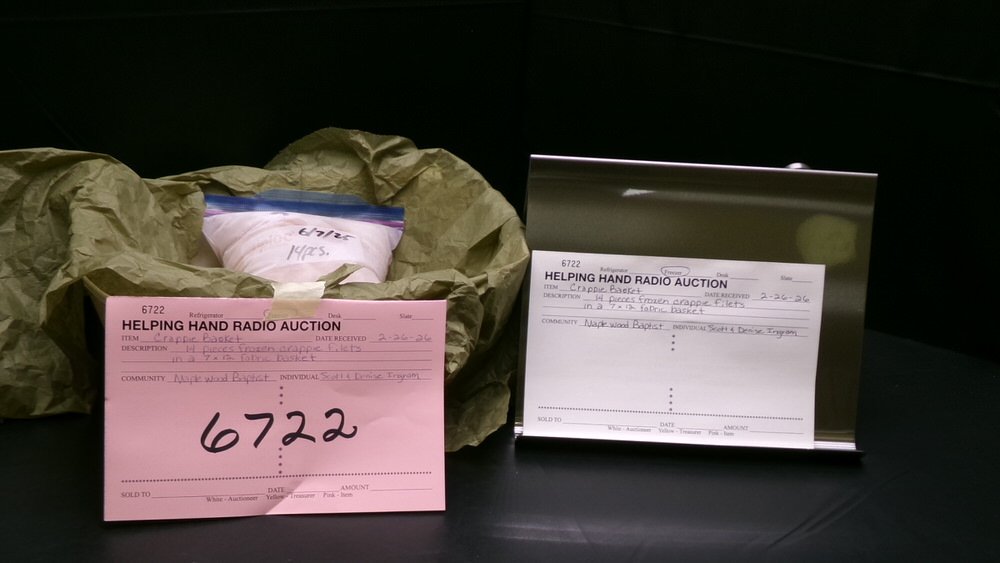 6/7/25
14pcs.
6722
Refrigerator Desk Slate
HELPING HAND RADIO AUCTION
ITEM Crappie Basket DATE RECEIVED 2-26-26
DESCRIPTION 14 pieces frozen crappie filets
in a 7x12 fabric basket
COMMUNITY Maplewood Baptist INDIVIDUAL Scott & Denise Ingram
6722
SOLD TO DATE AMOUNT
White - Auctioneer Yellow - Treasurer Pink - Item
6722
Refrigerator Freezer Desk Slate
HELPING HAND RADIO AUCTION
ITEM Crappie Basket DATE RECEIVED 2-26-26
DESCRIPTION 14 pieces frozen crappie filets
in a 7x12 fabric basket
COMMUNITY Maplewood Baptist INDIVIDUAL Scott & Denise Ingram
SOLD TO DATE AMOUNT
White - Auctioneer Yellow - Treasurer Pink - Item